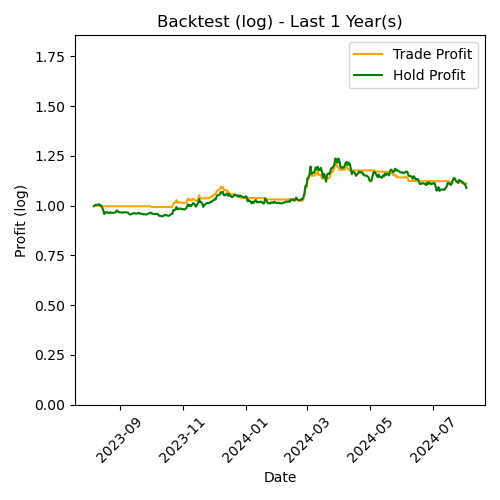 Backtest (log) - Last 1 Year(s)
Trade Profit
Hold Profit
1.75
1.50
1.25
1.00
0.75
0.50
0.25
0.00
Profit (log)
2023-09
2023-11
2024-01
2024-03
2024-05
2024-07
Date